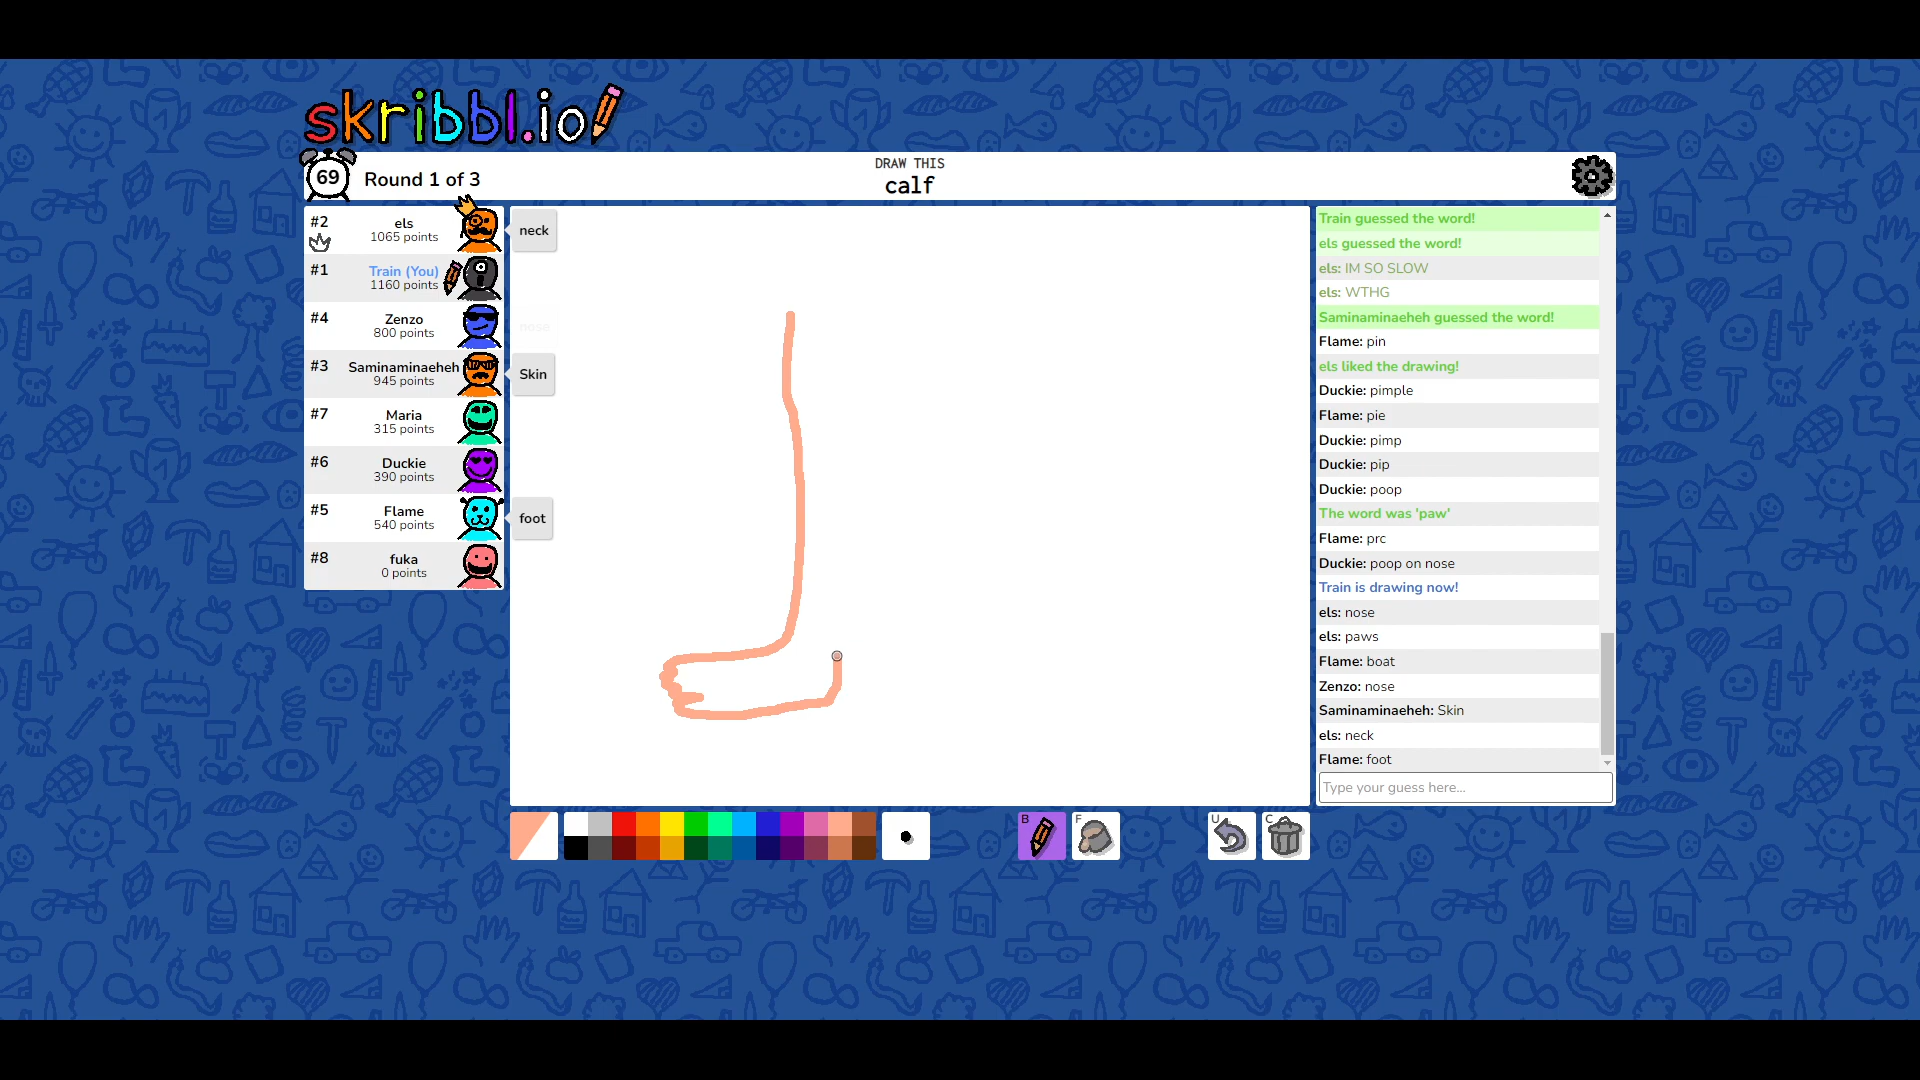 skribbl.io
69
Round 1 of 3
DRAW THIS
calf
#2
els
1065 points
neck
#1
Train (You)
1160 points
#4
Zenzo
800 points
nose
#3
Saminaminaeheh
945 points
Skin
#7
Maria
315 points
#6
Duckie
390 points
#5
Flame
540 points
foot
#8
fuka
0 points
Train guessed the word!
els guessed the word!
els: IM SO SLOW
els: WTHG
Saminaminaeheh guessed the word!
Flame: pin
els liked the drawing!
Duckie: pimple
Flame: pie
Duckie: pimp
Duckie: pip
Duckie: poop
The word was 'paw'
Flame: prc
Duckie: poop on nose
Train is drawing now!
els: nose
els: paws
Flame: boat
Zenzo: nose
Saminaminaeheh: Skin
els: neck
Flame: foot
Type your guess here...
B
F
U
C